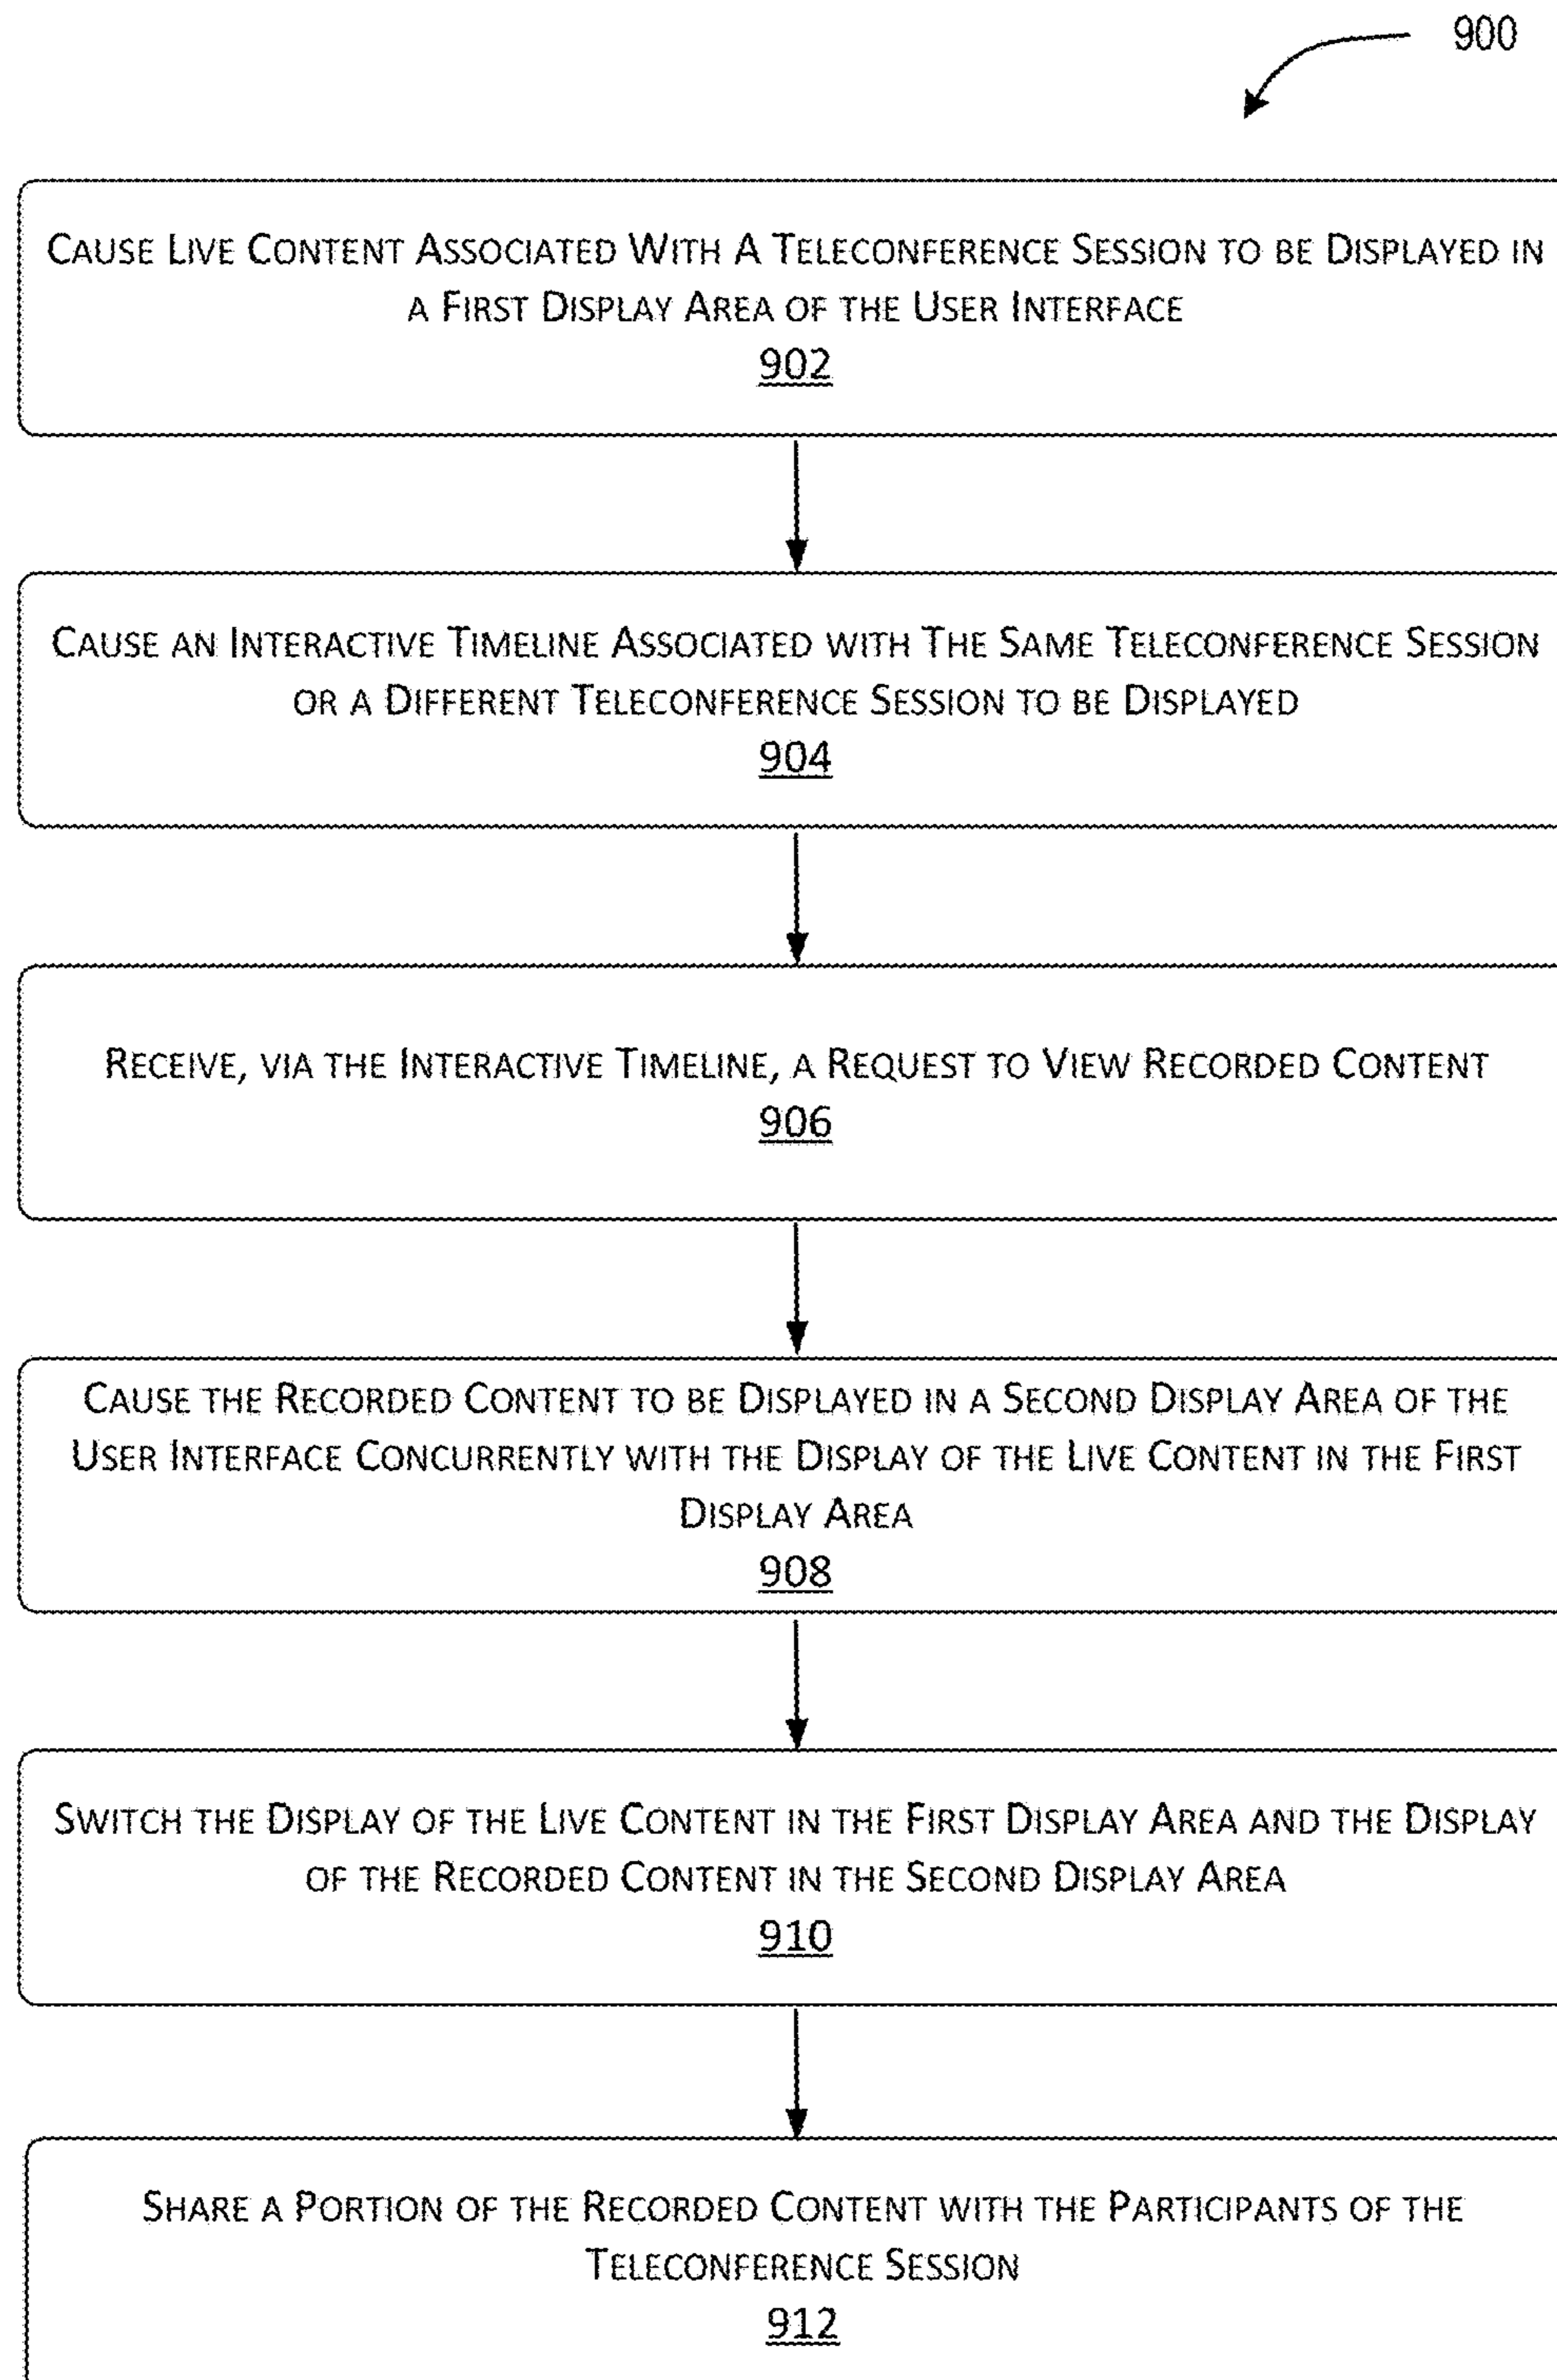 900
Cause Live Content Associated With A Teleconference Session to be Displayed in
a First Display Area of the User Interface
902
Cause an Interactive Timeline Associated with The Same Teleconference Session
or a Different Teleconference Session to be Displayed
904
Receive, via the Interactive Timeline, a Request to View Recorded Content
906
Cause the Recorded Content to be Displayed in a Second Display Area of the
User Interface Concurrently with the Display of the Live Content in the First
Display Area
908
Switch the Display of the Live Content in the First Display Area and the Display
of the Recorded Content in the Second Display Area
910
Share a Portion of the Recorded Content with the Participants of the
Teleconference Session
912